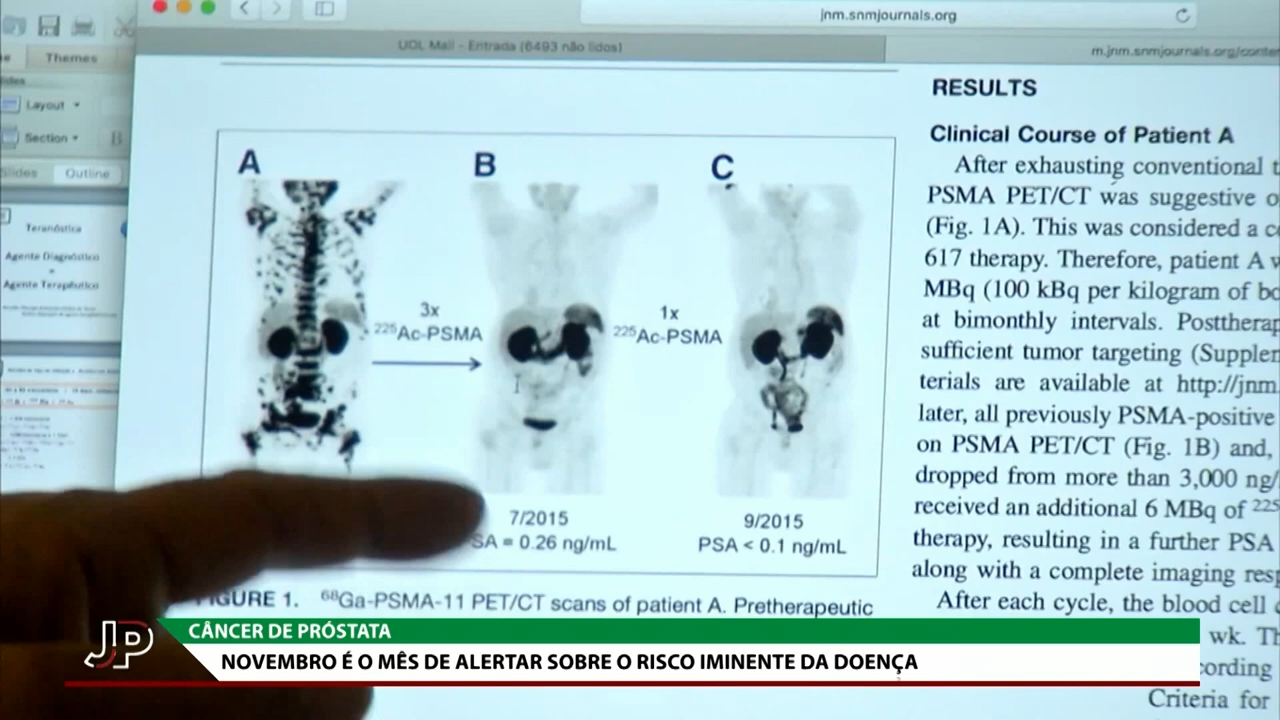 jnm.snmjournals.org
UOL Mail - Entrada (6493 não lidos)
m.jnm.snmjournals.org/conte
Themes
Layout
Section
B
Slides
Outline
Teranóstica
Agente Diagnóstico
+
Agente Terapêutico
A
B
C
3x
225Ac-PSMA
1x
225Ac-PSMA
7/2015
SA = 0.26 ng/mL
9/2015
PSA < 0.1 ng/mL
IGURE 1. 68Ga-PSMA-11 PET/CT scans of patient A. Pretherapeutic
RESULTS
Clinical Course of Patient A
After exhausting conventional t
PSMA PET/CT was suggestive o
(Fig. 1A). This was considered a c
617 therapy. Therefore, patient A w
MBq (100 kBq per kilogram of bo
at bimonthly intervals. Posttherap
sufficient tumor targeting (Supplem
terials are available at http://jnm.
later, all previously PSMA-positive
on PSMA PET/CT (Fig. 1B) and,
dropped from more than 3,000 ng/
received an additional 6 MBq of 225
therapy, resulting in a further PSA
along with a complete imaging resp
After each cycle, the blood cell c
wk. Th
cording
Criteria for
JP
CÂNCER DE PRÓSTATA
NOVEMBRO É O MÊS DE ALERTAR SOBRE O RISCO IMINENTE DA DOENÇA